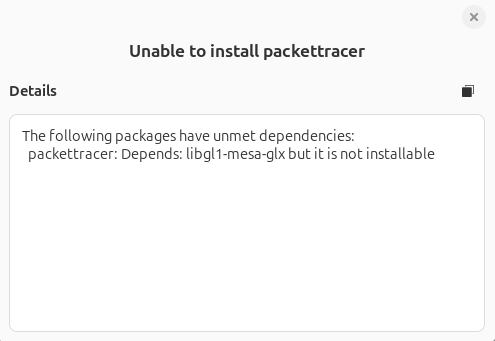 Unable to install packettracer
Details
The following packages have unmet dependencies:
packettracer: Depends: libgl1-mesa-glx but it is not installable